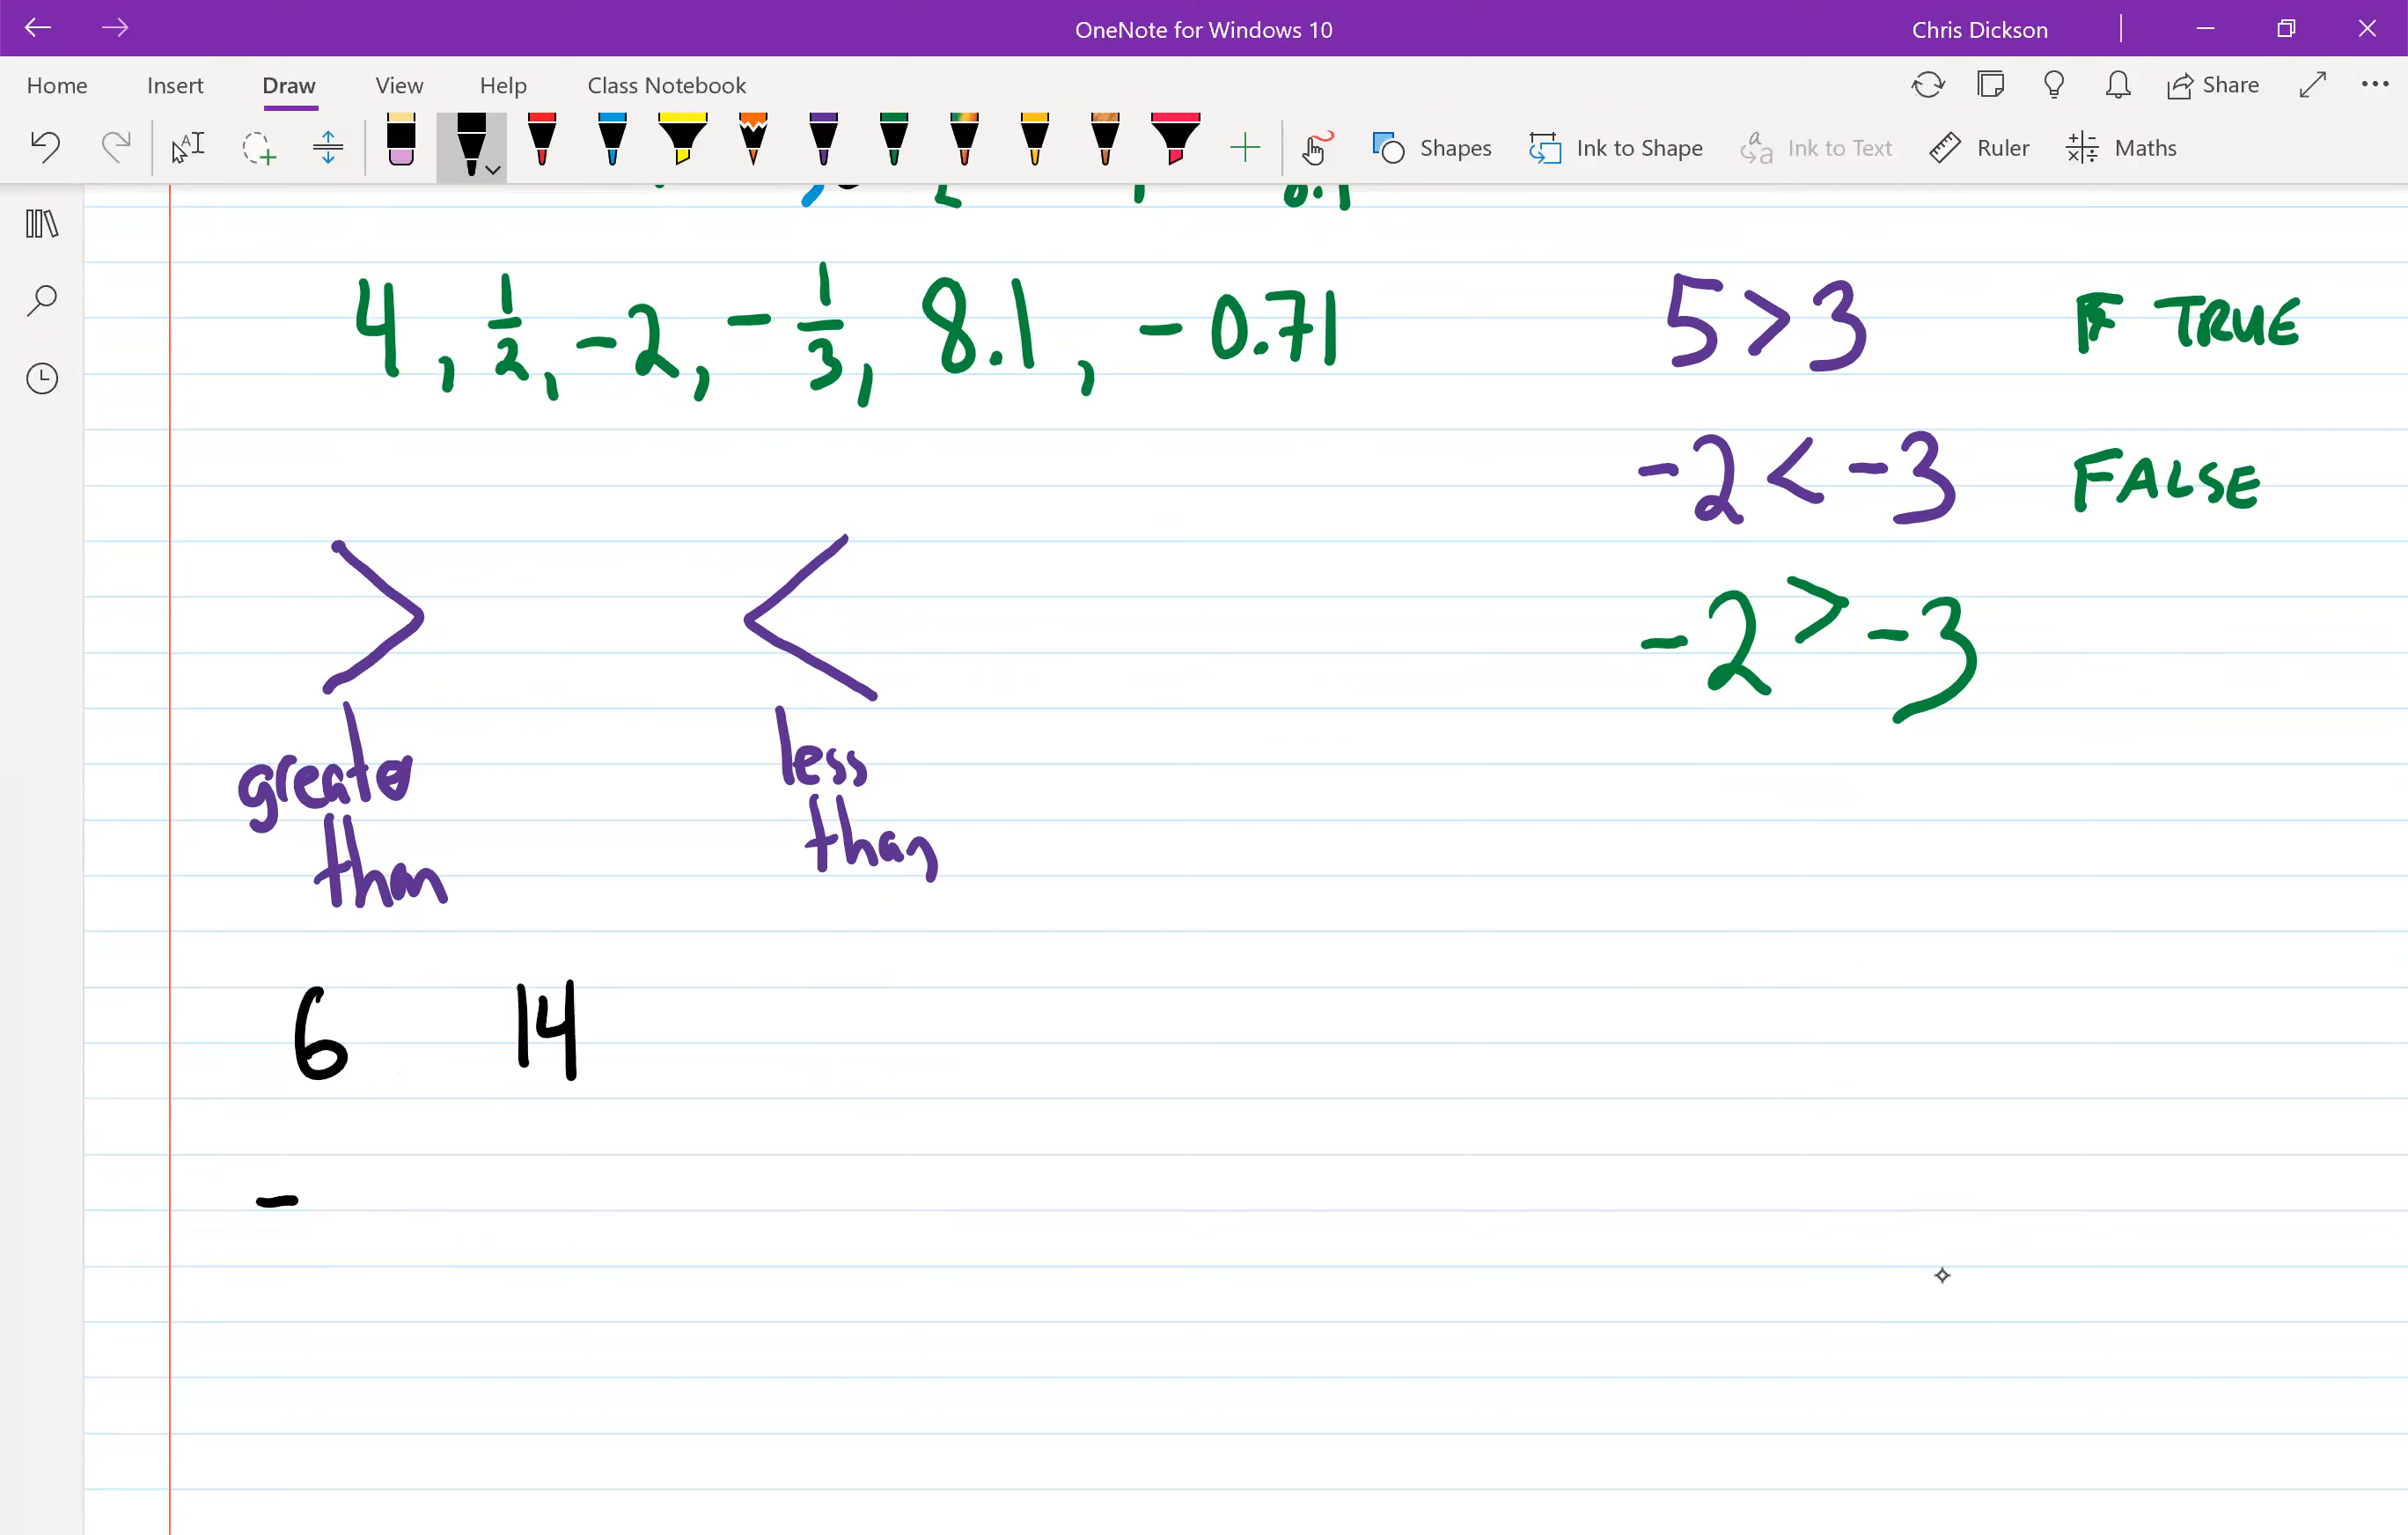 OneNote for Windows 10
Chris Dickson
Home Insert Draw View Help Class Notebook
Share
Shapes Ink to Shape Ink to Text Ruler Maths
4, 1/2, -2, -1/3, 8.1, -0.71
5 > 3 TRUE
-2 < -3 FALSE
-2 > -3
> <
greater
than
less
than
6 14
-